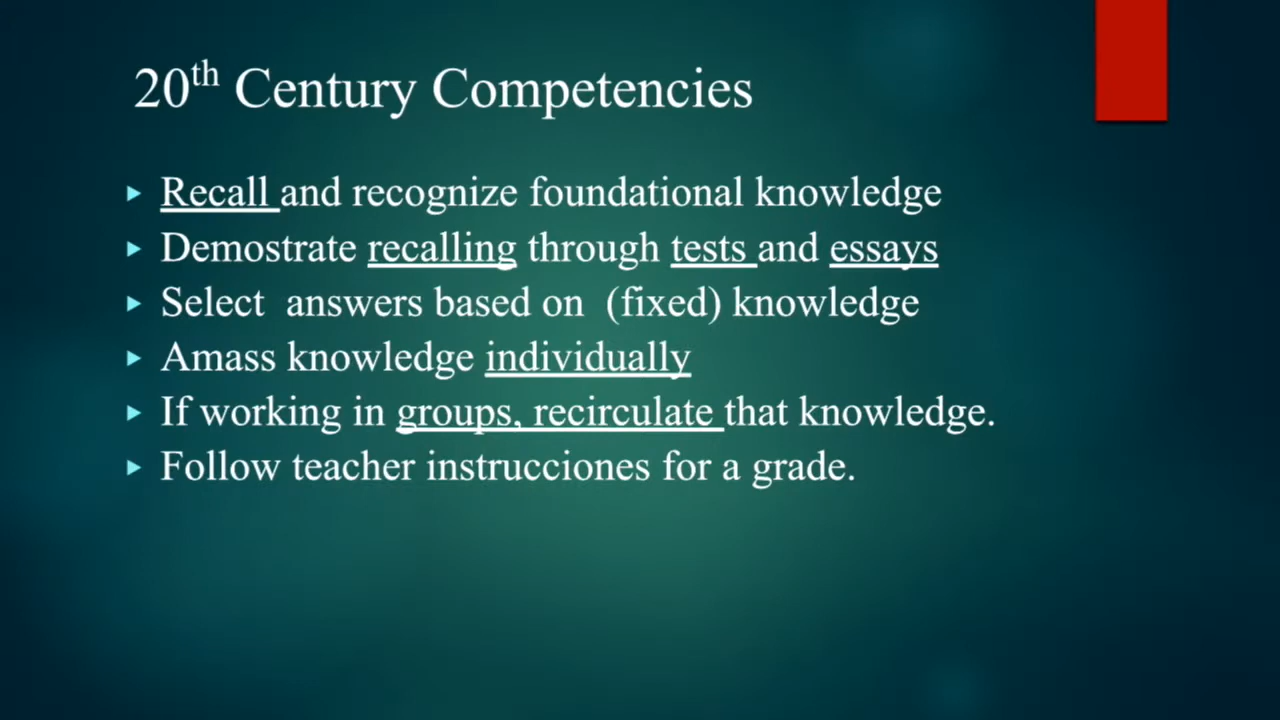 20th Century Competencies
Recall and recognize foundational knowledge
Demostrate recalling through tests and essays
Select  answers based on  (fixed) knowledge
Amass knowledge individually
If working in groups, recirculate that knowledge.
Follow teacher instrucciones for a grade.